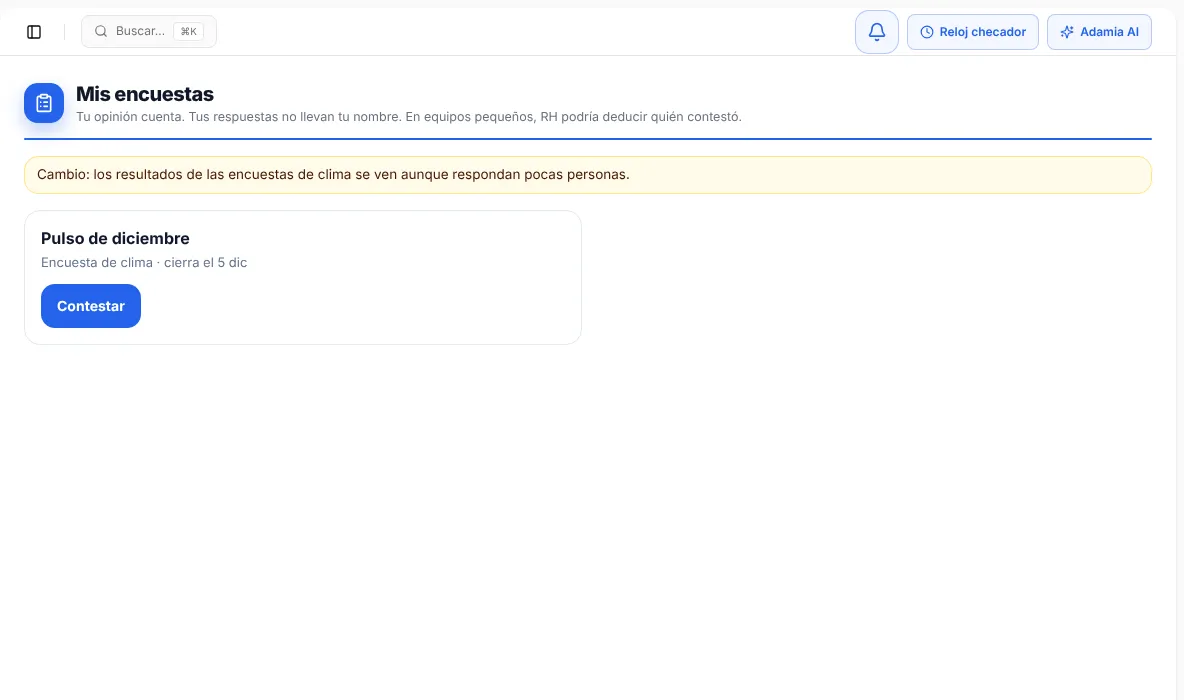 Buscar... ⌘K
Reloj checador
Adamia AI
Mis encuestas
Tu opinión cuenta. Tus respuestas no llevan tu nombre. En equipos pequeños, RH podría deducir quién contestó.
Cambio: los resultados de las encuestas de clima se ven aunque respondan pocas personas.
Pulso de diciembre
Encuesta de clima · cierra el 5 dic
Contestar